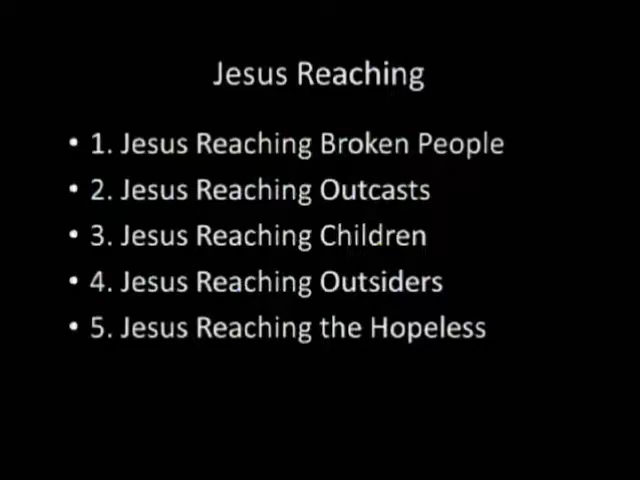 Jesus Reaching
• 1. Jesus Reaching Broken People
• 2. Jesus Reaching Outcasts
• 3. Jesus Reaching Children
• 4. Jesus Reaching Outsiders
• 5. Jesus Reaching the Hopeless